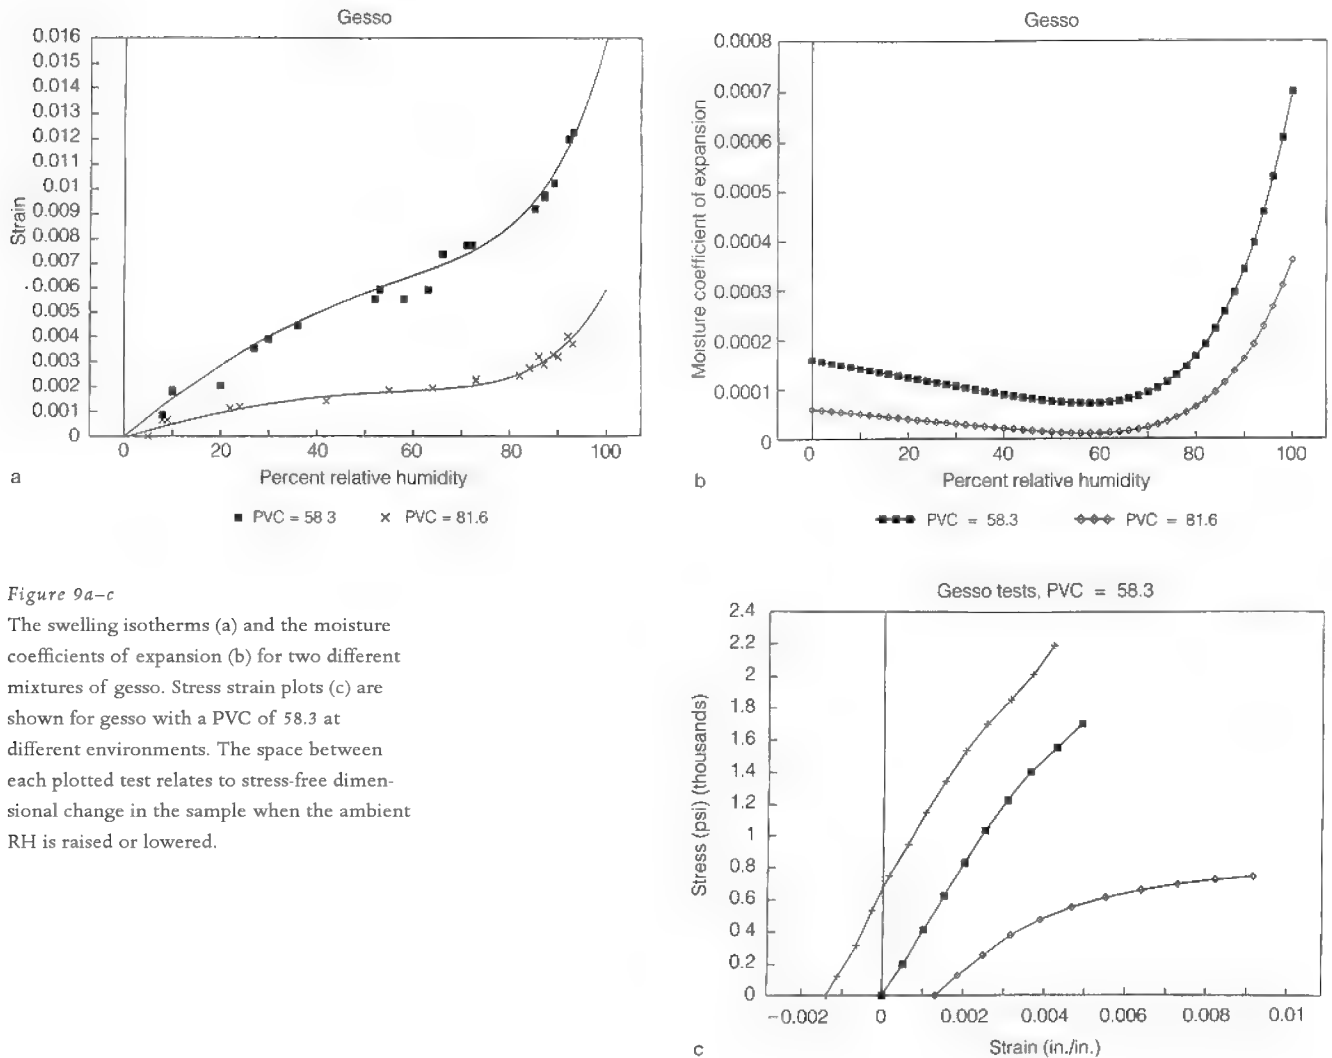 Gesso
0.016
0.015
0.014
0.013
0.012
0.011
0.01
0.009
0.008
0.007
0.006
0.005
0.004
0.003
0.002
0.001
0
Strain
0 20 40 60 80 100
Percent relative humidity
a
PVC = 58 3 PVC = 81.6
Gesso
0.0008
0.0007
0.0006
0.0005
0.0004
0.0003
0.0002
0.0001
0
Moisture coefficient of expansion
0 20 40 60 80 100
Percent relative humidity
b
PVC = 58.3 PVC = 81.6
Figure 9a–c
The swelling isotherms (a) and the moisture
coefficients of expansion (b) for two different
mixtures of gesso. Stress strain plots (c) are
shown for gesso with a PVC of 58.3 at
different environments. The space between
each plotted test relates to stress-free dimen-
sional change in the sample when the ambient
RH is raised or lowered.
Gesso tests, PVC = 58.3
2.4
2.2
2
1.8
1.6
1.4
1.2
1
0.8
0.6
0.4
0.2
0
Stress (psi) (thousands)
−0.002 0 0.002 0.004 0.006 0.008 0.01
Strain (in./in.)
c